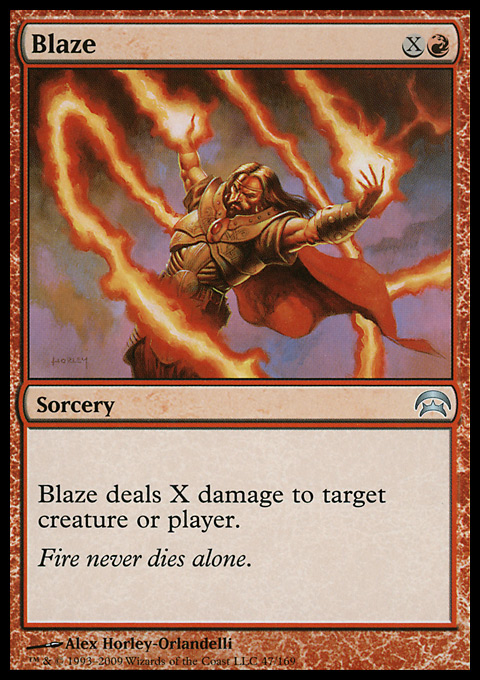 Blaze X
HORLEY
Sorcery
Blaze deals X damage to target
creature or player.
Fire never dies alone.
Alex Horley-Orlandelli
™ & © 1993–2009 Wizards of the Coast LLC 47/169